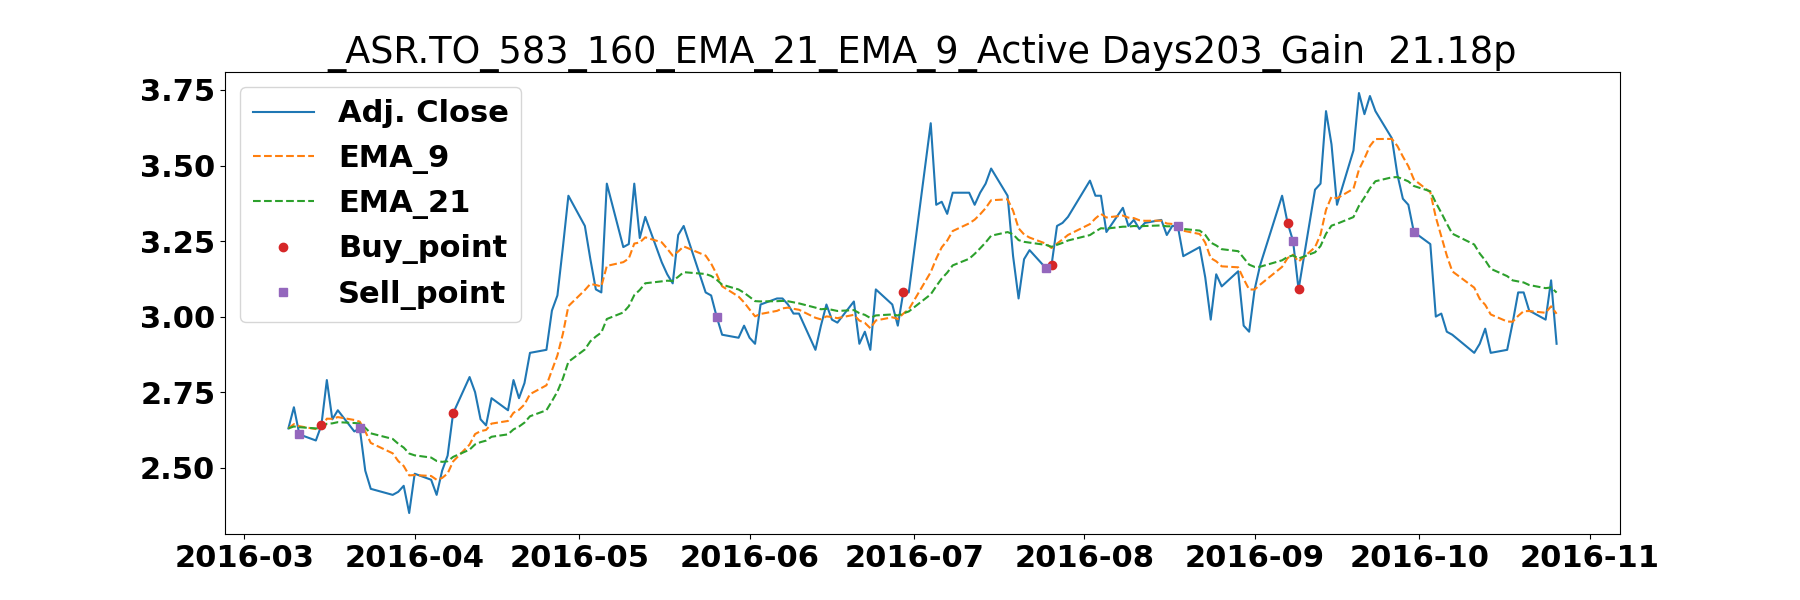 _ASR.TO_583_160_EMA_21_EMA_9_Active Days203_Gain  21.18p
3.75
3.50
3.25
3.00
2.75
2.50
Adj. Close
EMA_9
EMA_21
Buy_point
Sell_point
2016-03 2016-04 2016-05 2016-06 2016-07 2016-08 2016-09 2016-10 2016-11